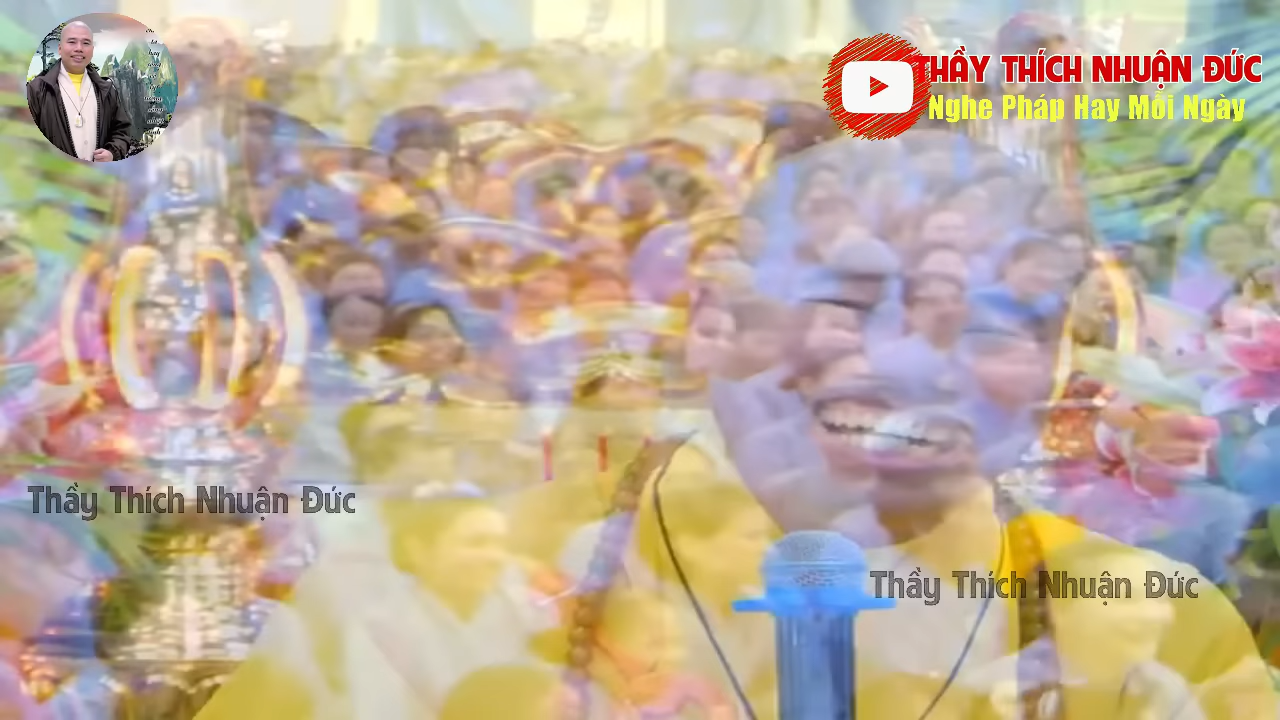 THẦY THÍCH NHUẬN ĐỨC
Nghe Pháp Hay Mỗi Ngày
Thầy Thích Nhuận Đức
Thầy Thích Nhuận Đức